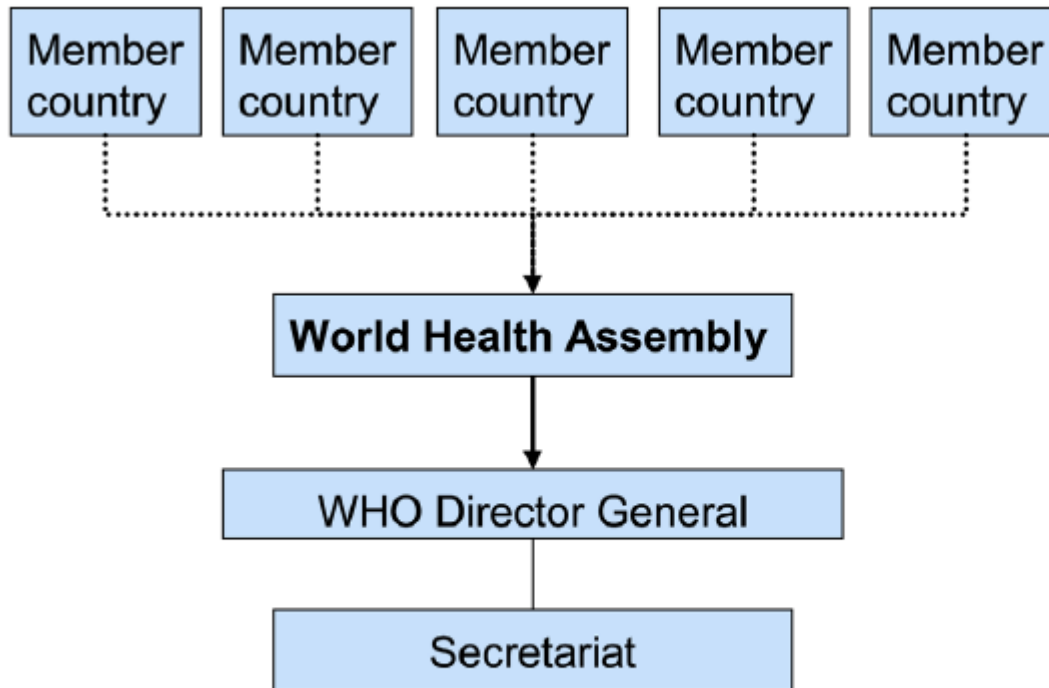 Member
country
Member
country
Member
country
Member
country
Member
country
World Health Assembly
WHO Director General
Secretariat